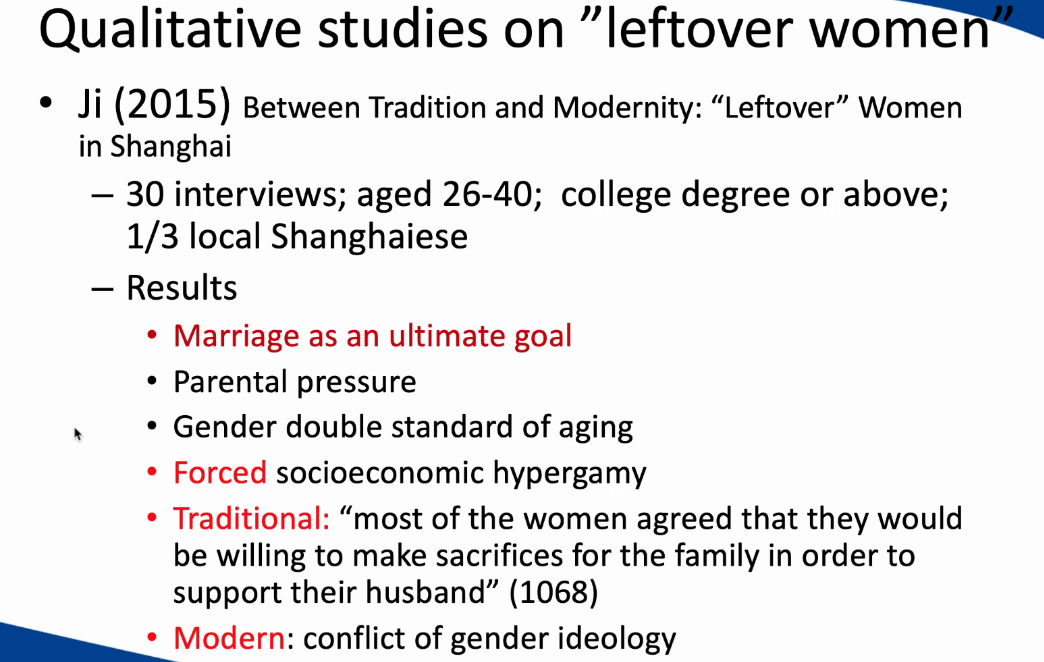 Qualitative studies on ”leftover women”
• Ji (2015) Between Tradition and Modernity: “Leftover” Women
in Shanghai
– 30 interviews; aged 26-40; college degree or above;
1/3 local Shanghaiese
– Results
• Marriage as an ultimate goal
• Parental pressure
• Gender double standard of aging
• Forced socioeconomic hypergamy
• Traditional: “most of the women agreed that they would
be willing to make sacrifices for the family in order to
support their husband” (1068)
• Modern: conflict of gender ideology